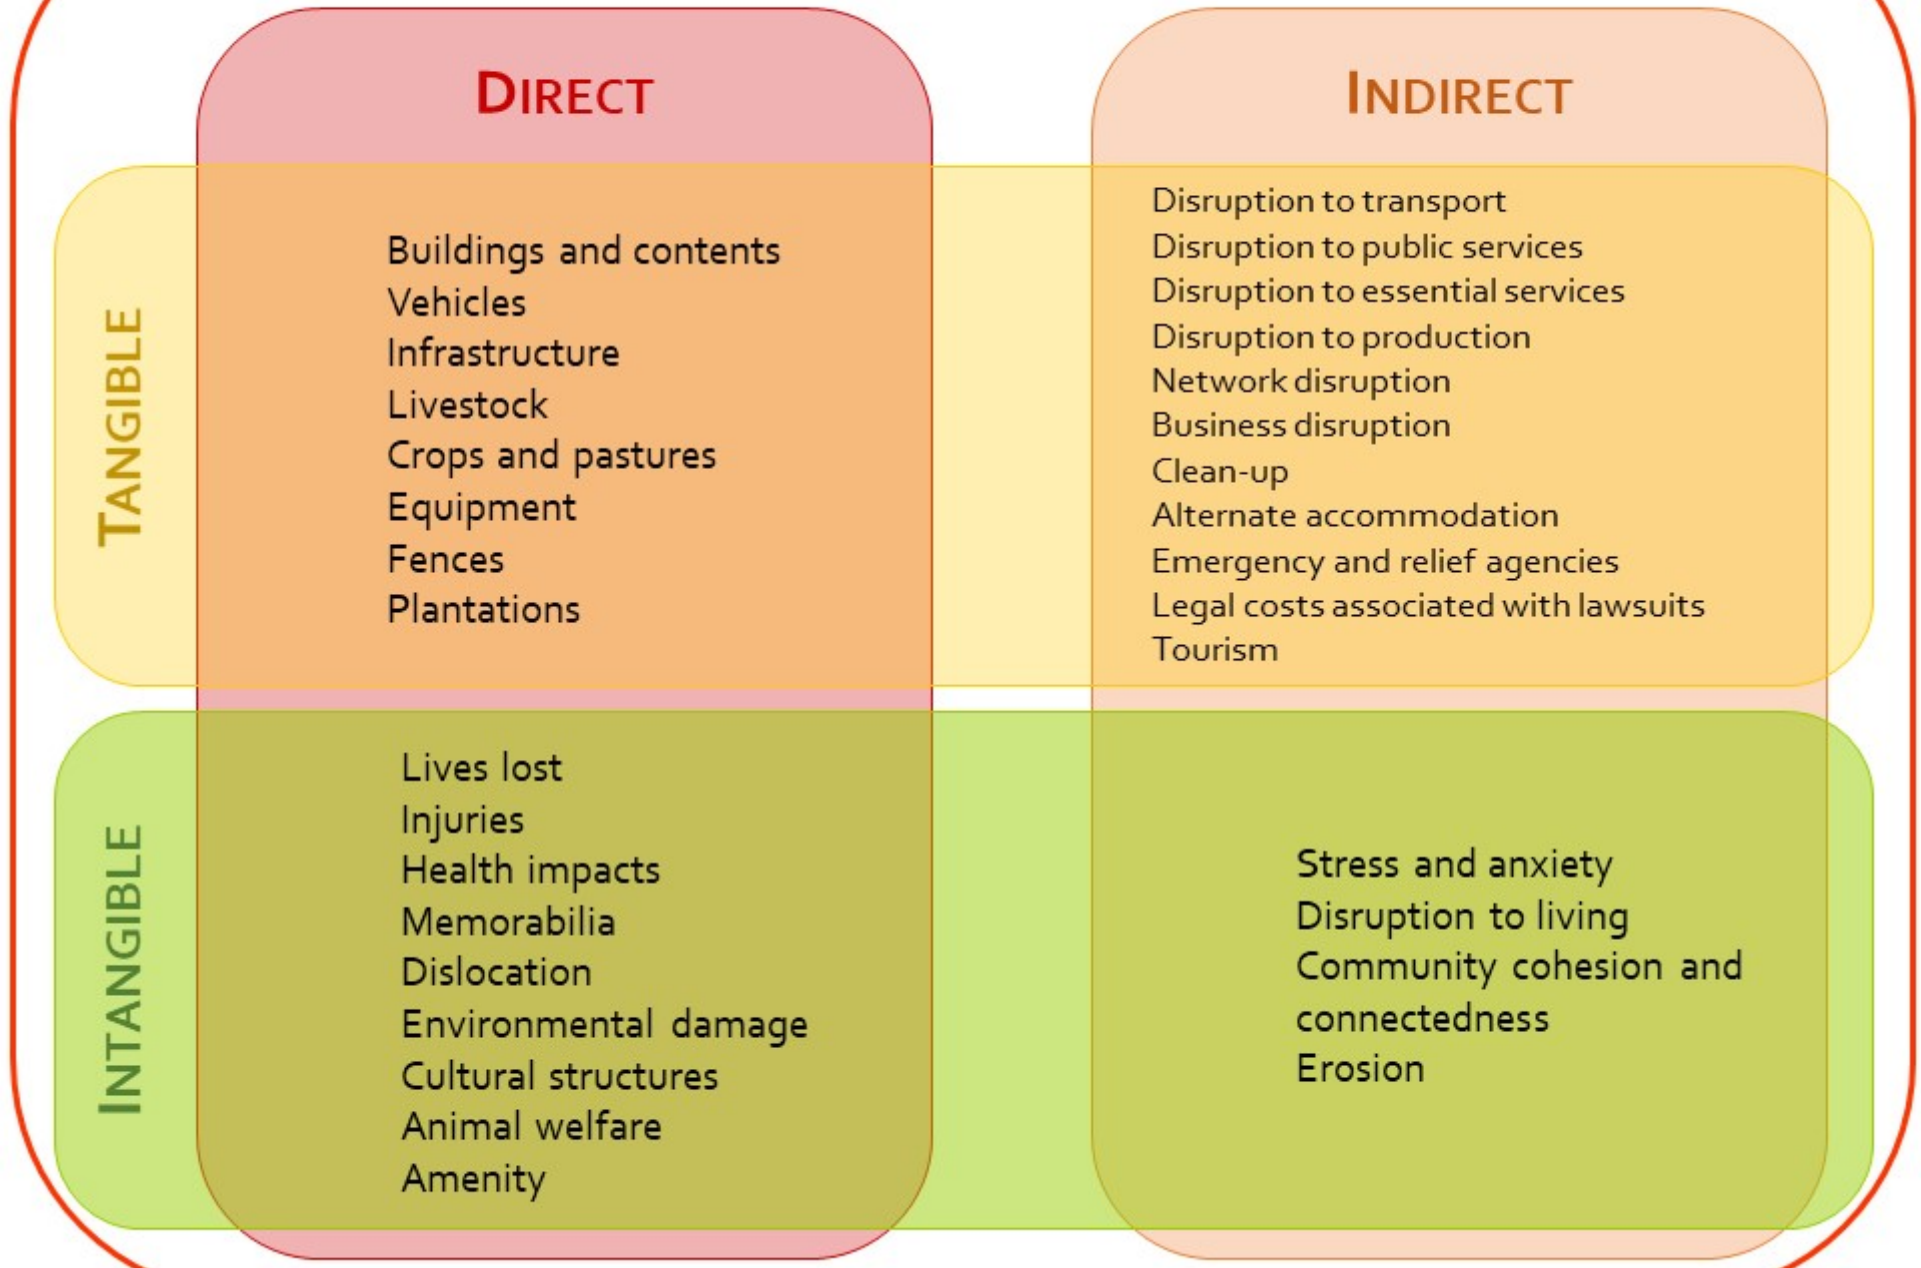 DIRECT
INDIRECT
TANGIBLE
Buildings and contents
Vehicles
Infrastructure
Livestock
Crops and pastures
Equipment
Fences
Plantations
Disruption to transport
Disruption to public services
Disruption to essential services
Disruption to production
Network disruption
Business disruption
Clean-up
Alternate accommodation
Emergency and relief agencies
Legal costs associated with lawsuits
Tourism
INTANGIBLE
Lives lost
Injuries
Health impacts
Memorabilia
Dislocation
Environmental damage
Cultural structures
Animal welfare
Amenity
Stress and anxiety
Disruption to living
Community cohesion and
connectedness
Erosion